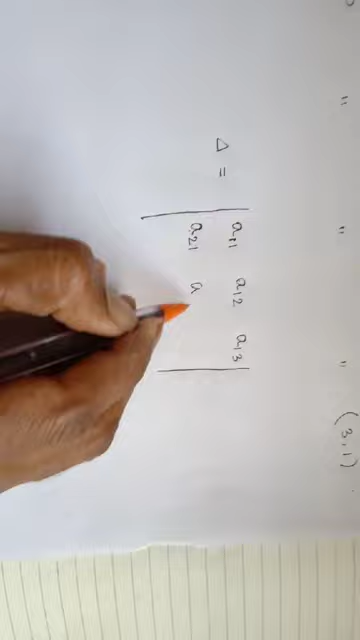 " " " (3,1)
Δ = | a₁₁ a₁₂ a₁₃ |
a₂₁ a